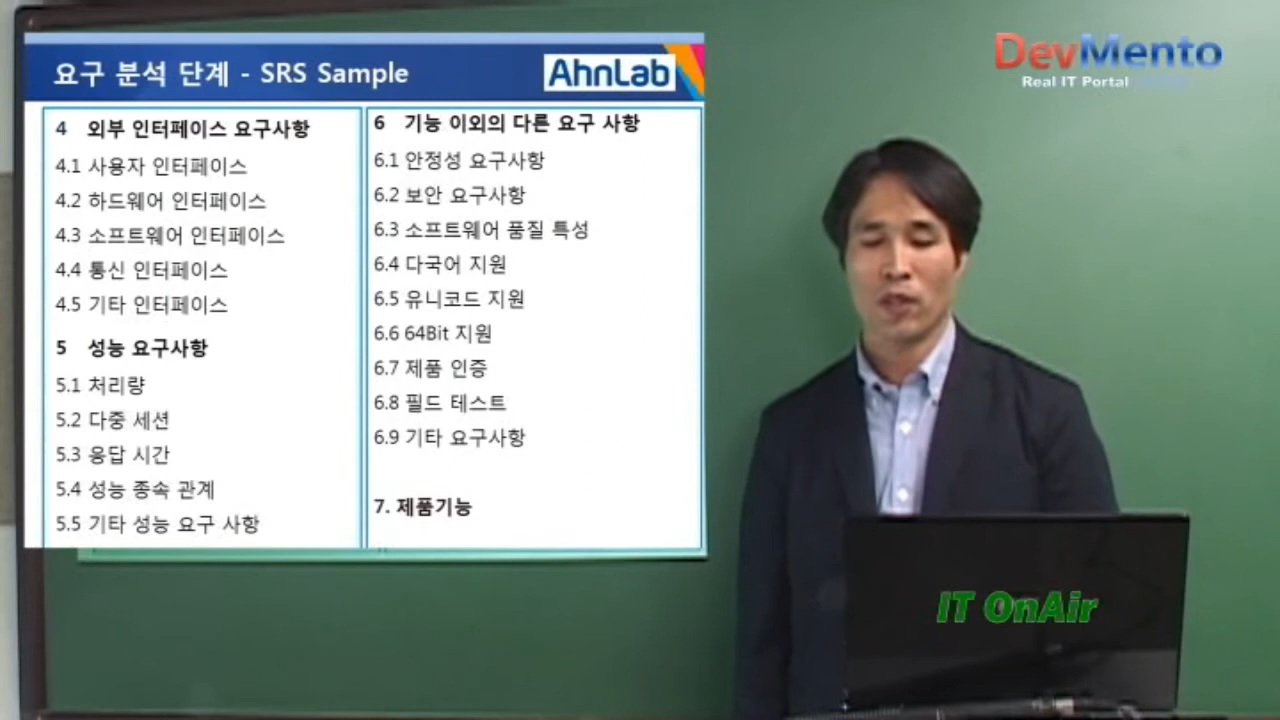 요구 분석 단계 - SRS Sample
AhnLab
4 외부 인터페이스 요구사항
4.1 사용자 인터페이스
4.2 하드웨어 인터페이스
4.3 소프트웨어 인터페이스
4.4 통신 인터페이스
4.5 기타 인터페이스
5 성능 요구사항
5.1 처리량
5.2 다중 세션
5.3 응답 시간
5.4 성능 종속 관계
5.5 기타 성능 요구 사항
6 기능 이외의 다른 요구 사항
6.1 안정성 요구사항
6.2 보안 요구사항
6.3 소프트웨어 품질 특성
6.4 다국어 지원
6.5 유니코드 지원
6.6 64Bit 지원
6.7 제품 인증
6.8 필드 테스트
6.9 기타 요구사항
7. 제품기능
DevMento
Real IT Portal
IT OnAir